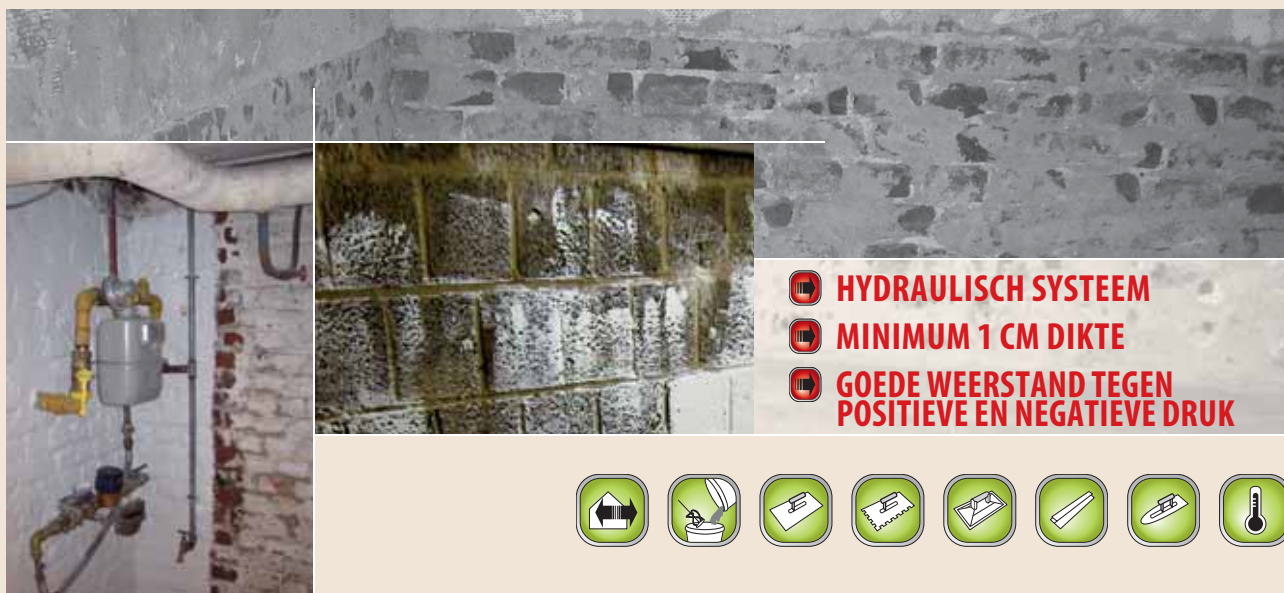 HYDRAULISCH SYSTEEM
MINIMUM 1 CM DIKTE
GOEDE WEERSTAND TEGEN
POSITIEVE EN NEGATIEVE DRUK